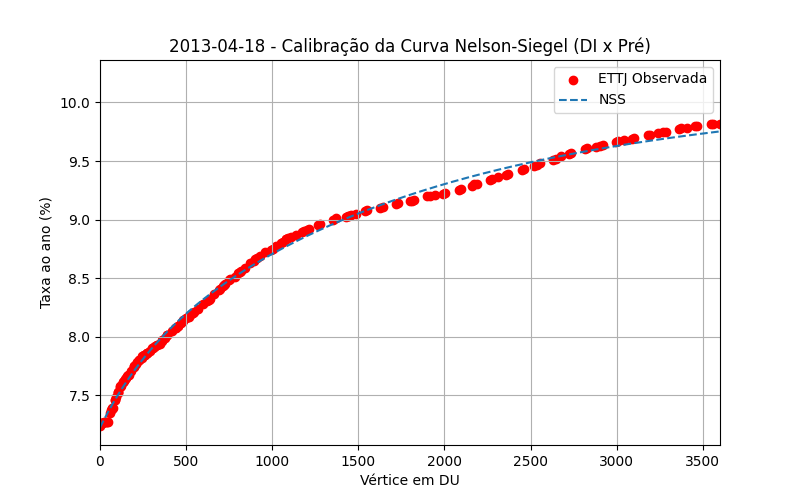 2013-04-18 - Calibração da Curva Nelson-Siegel (DI x Pré)
ETTJ Observada
NSS
Taxa ao ano (%)
10.0
9.5
9.0
8.5
8.0
7.5
0 500 1000 1500 2000 2500 3000 3500
Vértice em DU